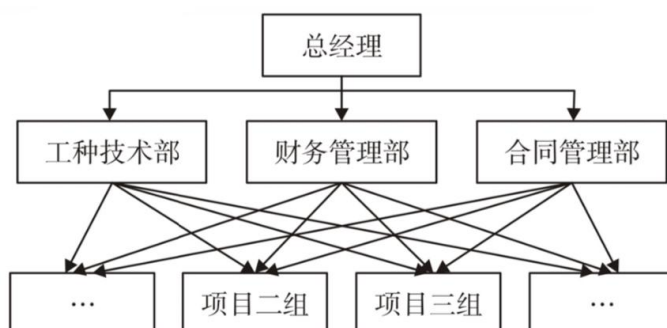 总经理
工种技术部 财务管理部 合同管理部
… 项目二组 项目三组 …